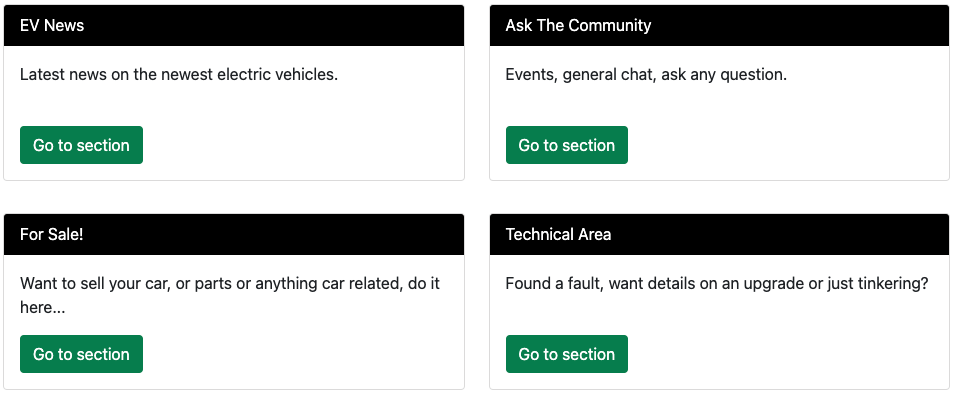 EV News
Latest news on the newest electric vehicles.
Go to section
Ask The Community
Events, general chat, ask any question.
Go to section
For Sale!
Want to sell your car, or parts or anything car related, do it
here...
Go to section
Technical Area
Found a fault, want details on an upgrade or just tinkering?
Go to section